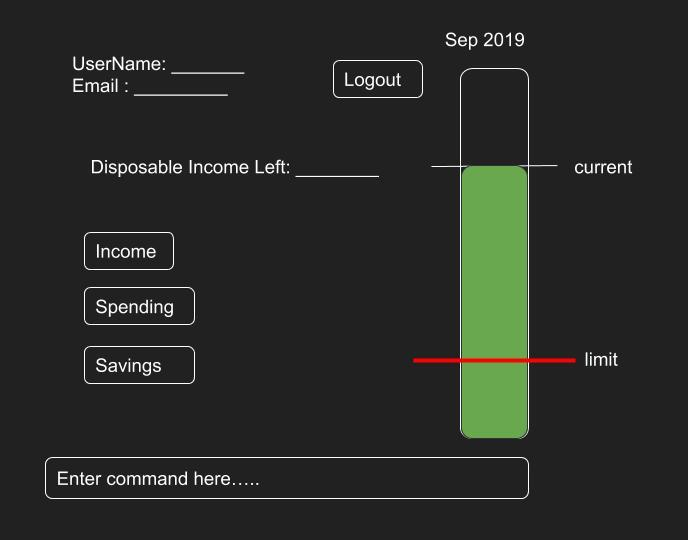 Sep 2019
UserName: _______
Email : _________
Logout
Disposable Income Left: ________
current
Income
Spending
Savings
limit
Enter command here…..